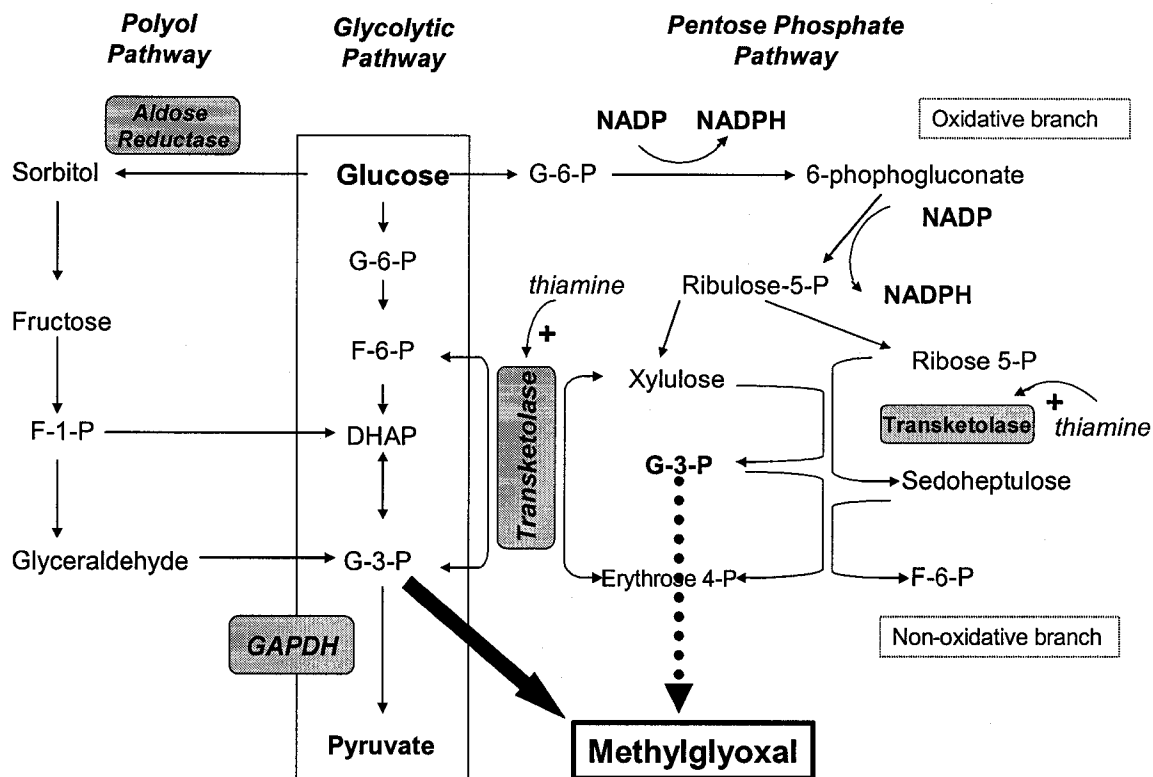 Polyol
Pathway
Glycolytic
Pathway
Pentose Phosphate
Pathway
Aldose
Reductase
NADP
NADPH
Oxidative branch
Sorbitol
Glucose
G-6-P
6-phophogluconate
NADP
G-6-P
thiamine
Ribulose-5-P
NADPH
Fructose
+
F-6-P
Xylulose
Ribose 5-P
+
Transketolase
Transketolase
thiamine
F-1-P
DHAP
G-3-P
Sedoheptulose
Glyceraldehyde
G-3-P
Erythrose 4-P
F-6-P
GAPDH
Non-oxidative branch
Pyruvate
Methylglyoxal